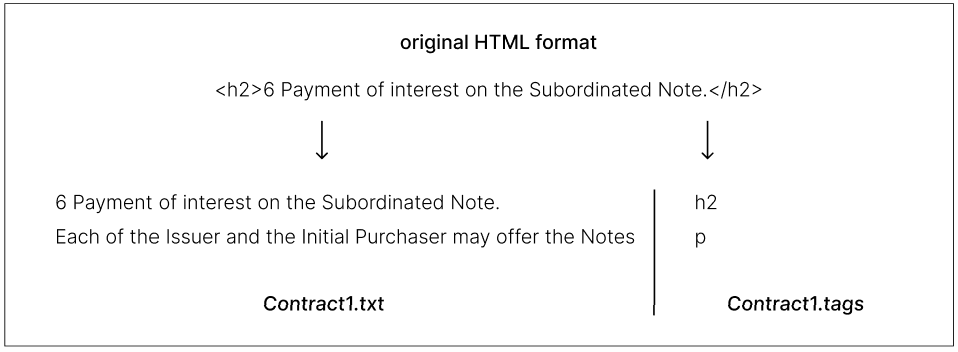 original HTML format
<h2>6 Payment of interest on the Subordinated Note.</h2>
6 Payment of interest on the Subordinated Note. h2
Each of the Issuer and the Initial Purchaser may offer the Notes p
Contract1.txt Contract1.tags